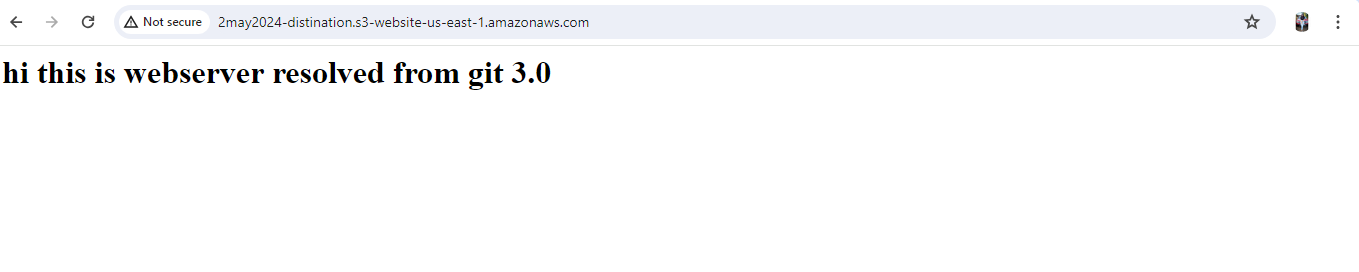 Not secure 2may2024-distination.s3-website-us-east-1.amazonaws.com
hi this is webserver resolved from git 3.0